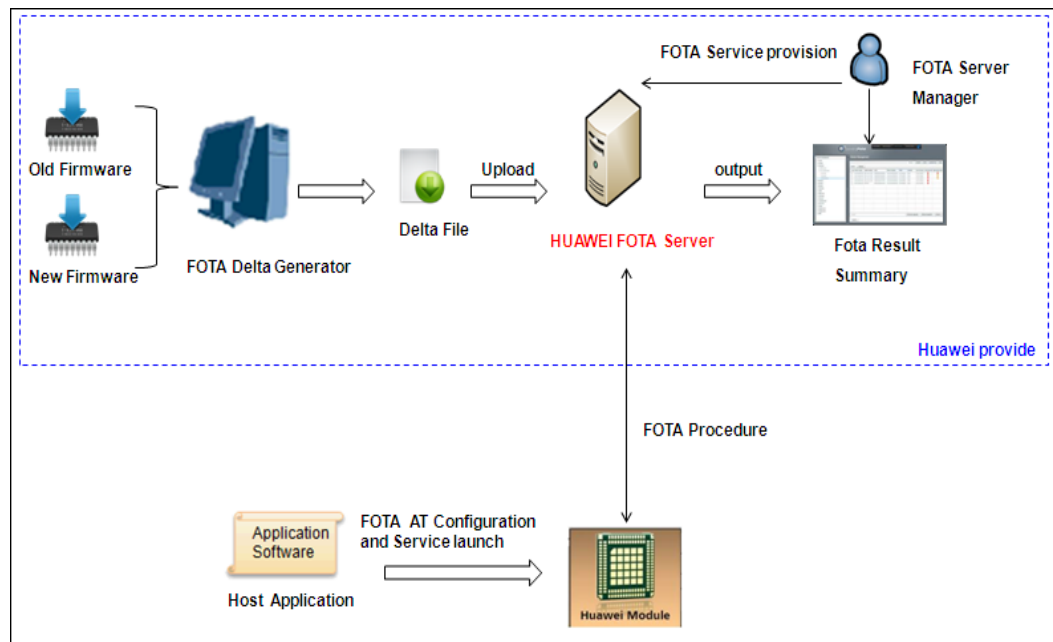 FOTA Service provision
FOTA Server
Manager
Old Firmware
New Firmware
FOTA Delta Generator
Delta File
Upload
HUAWEI FOTA Server
output
Fota Result
Summary
Huawei provide
FOTA Procedure
Application
Software
Host Application
FOTA AT Configuration
and Service launch
Huawei Module